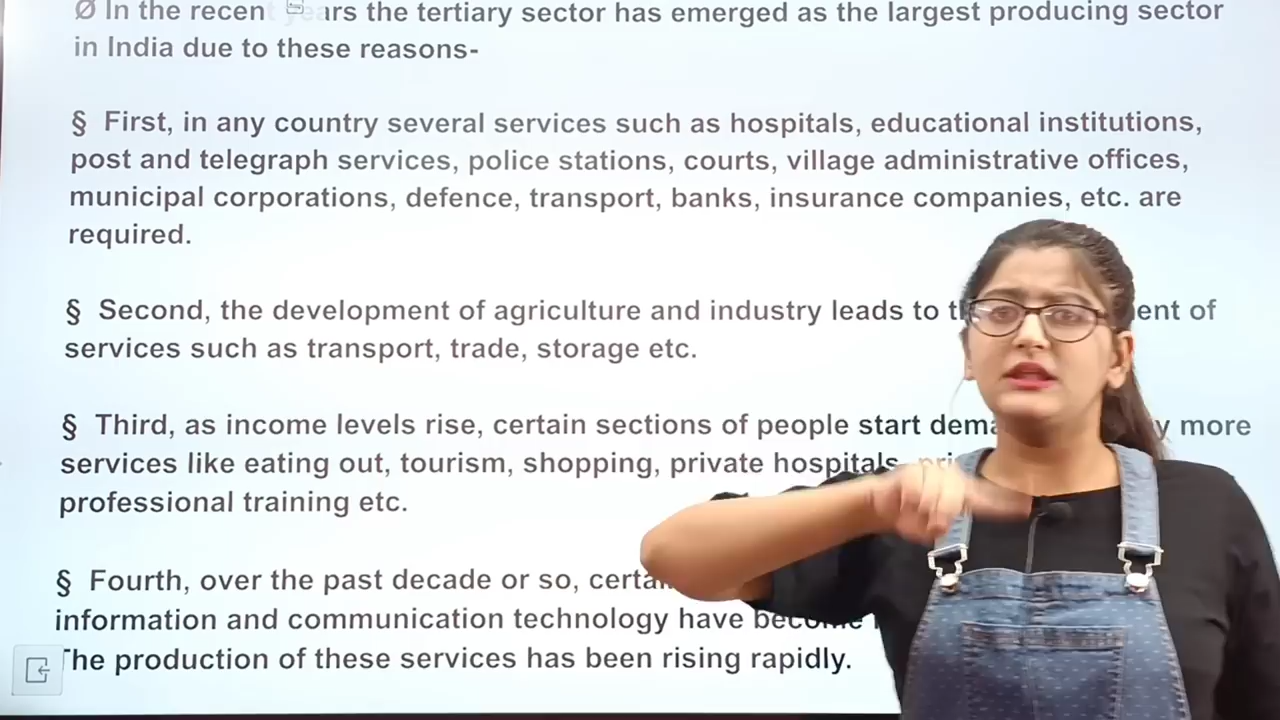 Ø In the recent years the tertiary sector has emerged as the largest producing sector
in India due to these reasons-
§ First, in any country several services such as hospitals, educational institutions,
post and telegraph services, police stations, courts, village administrative offices,
municipal corporations, defence, transport, banks, insurance companies, etc. are
required.
§ Second, the development of agriculture and industry leads to of
services such as transport, trade, storage etc.
§ Third, as income levels rise, certain sections of people start more
services like eating out, tourism, shopping, private hospitals,
professional training etc.
§ Fourth, over the past decade or so,
information and communication technology have become
The production of these services has been rising rapidly.